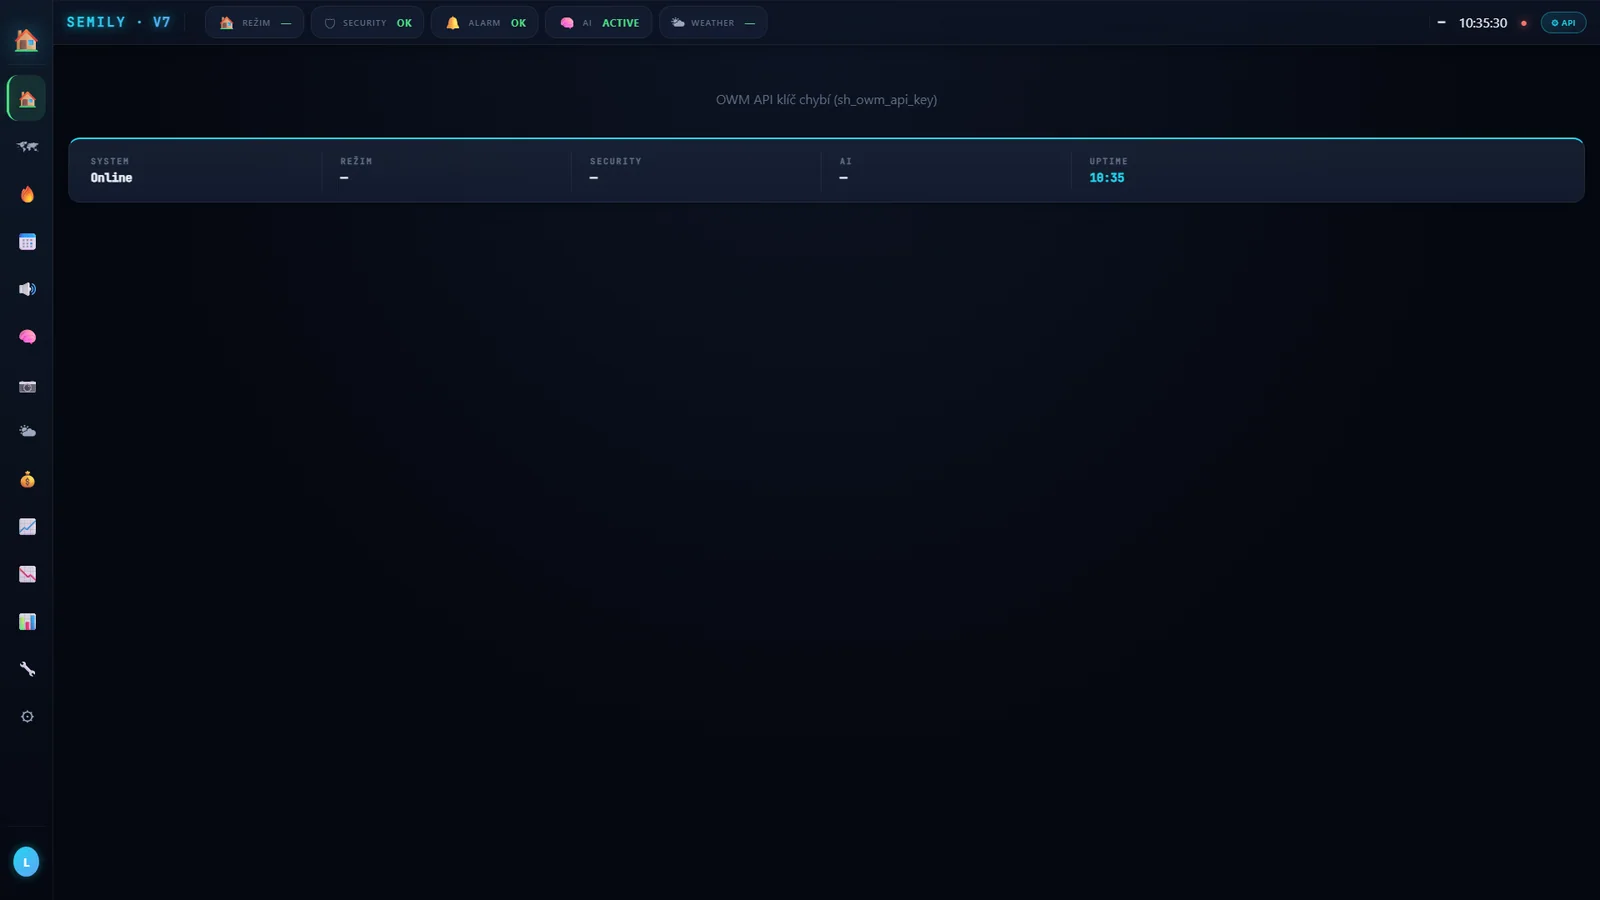 SEMILY · V7
REŽIM —
SECURITY OK
ALARM OK
AI ACTIVE
WEATHER —
— 10:35:30
⚙ API
OWM API klíč chybí (sh_owm_api_key)
SYSTEM
Online
REŽIM
—
SECURITY
—
AI
—
UPTIME
10:35
L